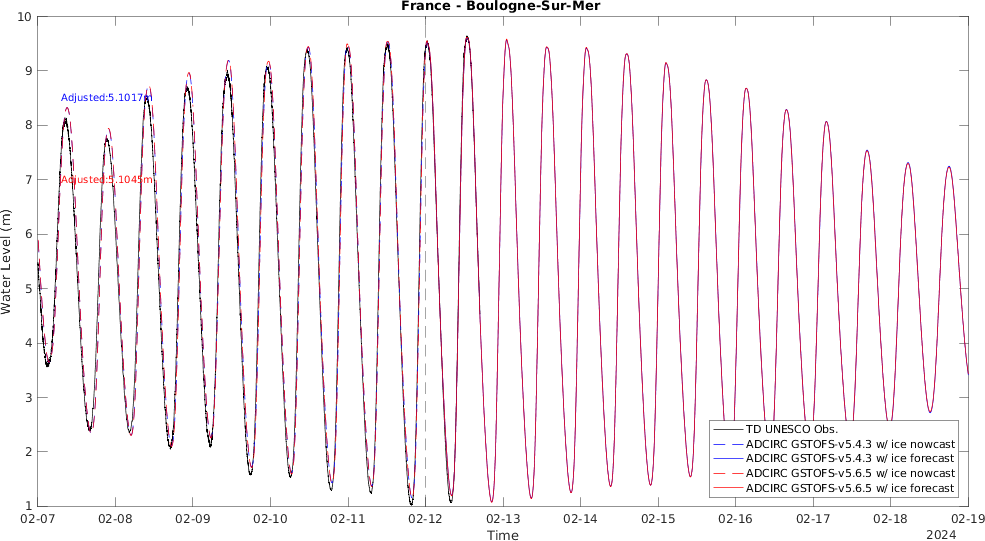 France - Boulogne-Sur-Mer
10
9
8
7
6
5
4
3
2
1
Water Level (m)
Adjusted:5.1017m
Adjusted:5.1045m
TD UNESCO Obs.
ADCIRC GSTOFS-v5.4.3 w/ ice nowcast
ADCIRC GSTOFS-v5.4.3 w/ ice forecast
ADCIRC GSTOFS-v5.6.5 w/ ice nowcast
ADCIRC GSTOFS-v5.6.5 w/ ice forecast
02-07 02-08 02-09 02-10 02-11 02-12 02-13 02-14 02-15 02-16 02-17 02-18 02-19
Time
2024